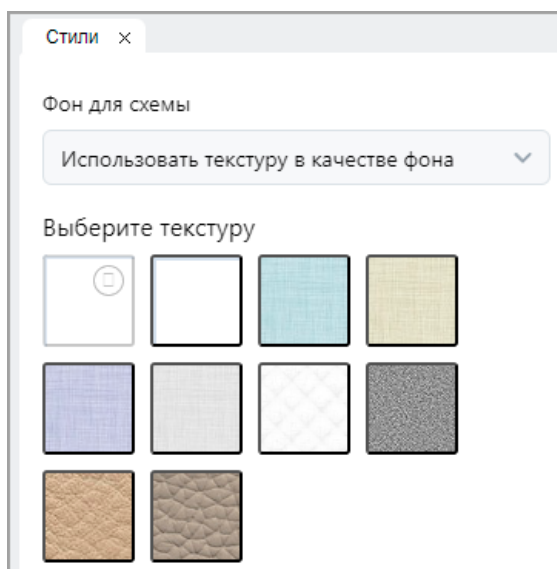 Стили ×
Фон для схемы
Использовать текстуру в качестве фона
Выберите текстуру